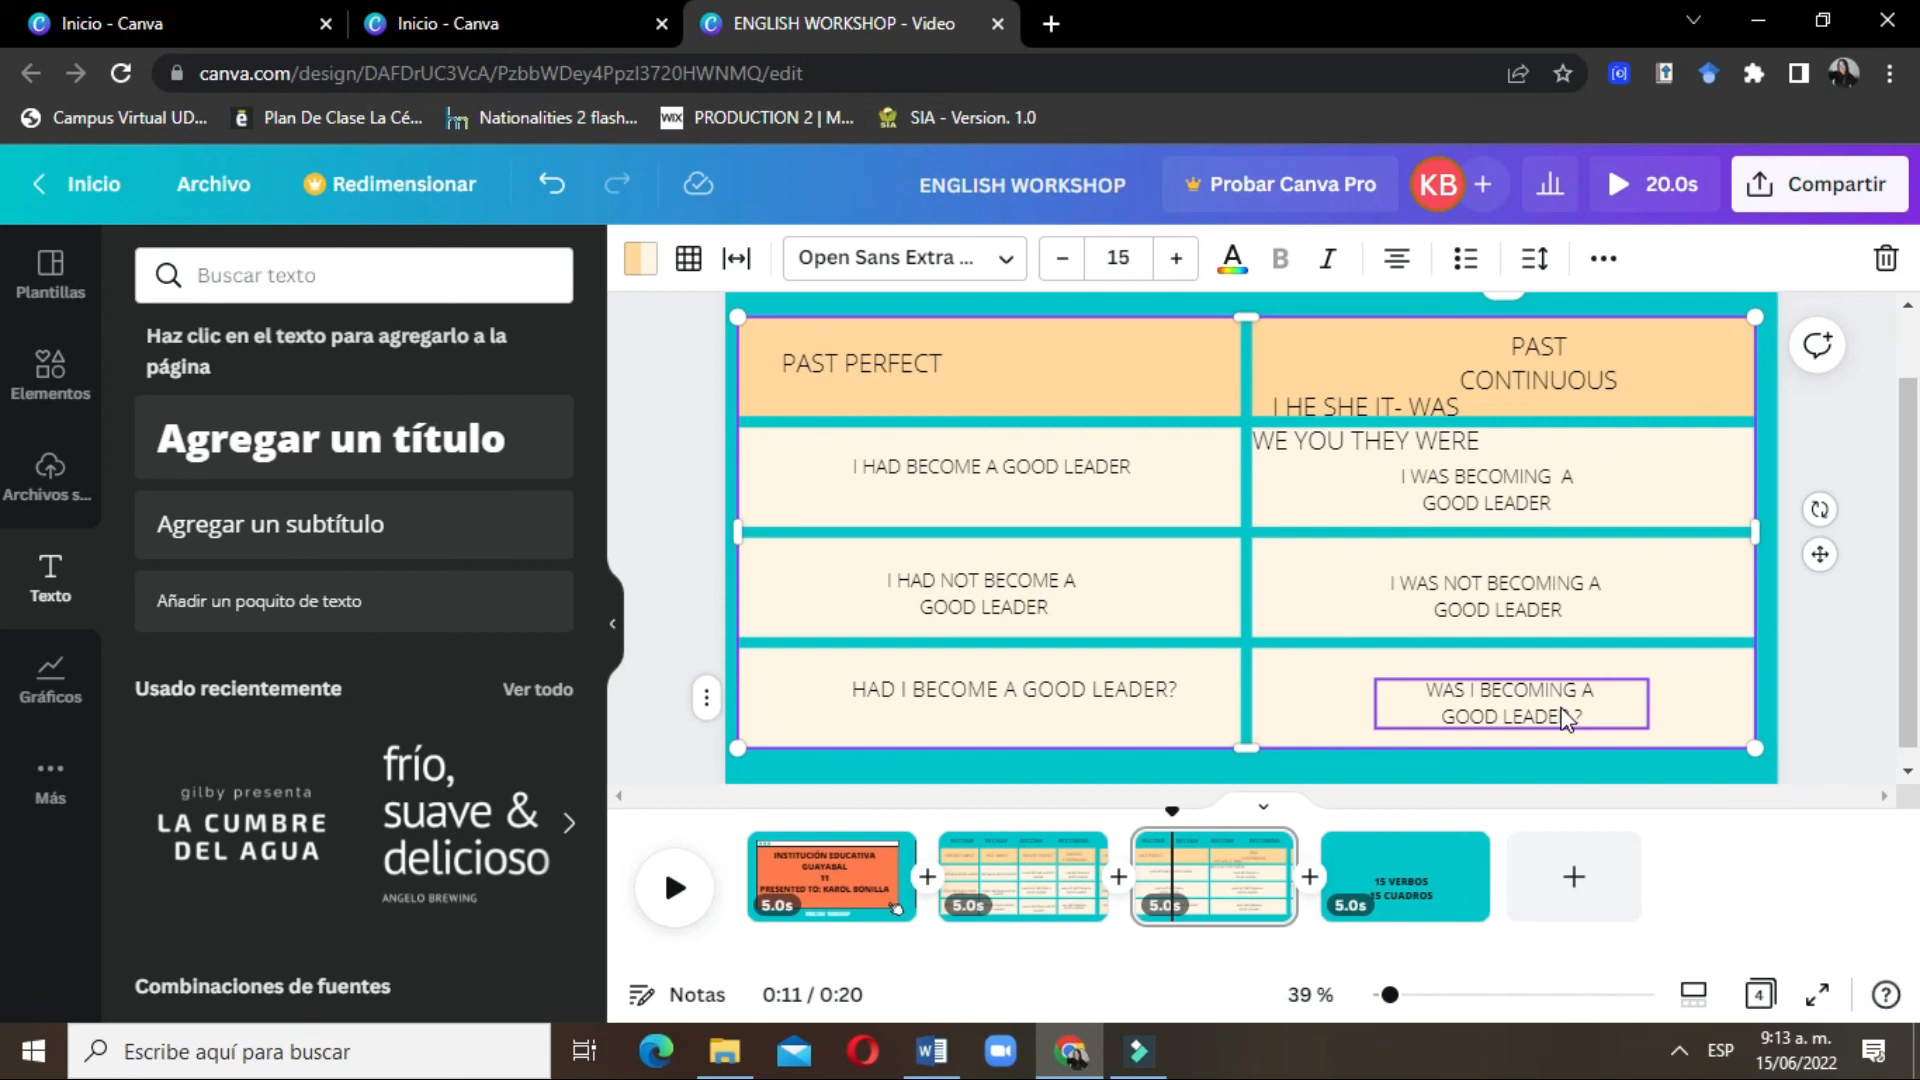 Inicio - Canva
Inicio - Canva
ENGLISH WORKSHOP - Video
canva.com/design/DAFDrUC3VcA/PzbbWDey4Ppzl3720HWNMQ/edit
Campus Virtual UD...
Plan De Clase La Cé...
Nationalities 2 flash...
WIX
PRODUCTION 2 | M...
SIA
SIA - Version. 1.0
Inicio
Archivo
Redimensionar
ENGLISH WORKSHOP
Probar Canva Pro
KB
20.0s
Compartir
Plantillas
Elementos
Archivos s...
Texto
Gráficos
Más
Buscar texto
Haz clic en el texto para agregarlo a la
página
Agregar un título
Agregar un subtítulo
Añadir un poquito de texto
Usado recientemente
Ver todo
gilby presenta
LA CUMBRE
DEL AGUA
frío,
suave &
delicioso
ANGELO BREWING
Combinaciones de fuentes
Open Sans Extra ...
15
PAST PERFECT
PAST
CONTINUOUS
I HE SHE IT- WAS
WE YOU THEY WERE
I HAD BECOME A GOOD LEADER
I WAS BECOMING A
GOOD LEADER
I HAD NOT BECOME A
GOOD LEADER
I WAS NOT BECOMING A
GOOD LEADER
HAD I BECOME A GOOD LEADER?
WAS I BECOMING A
GOOD LEADER?
INSTITUCIÓN EDUCATIVA
GUAYABAL
11
PRESENTED TO: KAROL BONILLA
5.0s
5.0s
5.0s
15 VERBOS
15 CUADROS
5.0s
Notas
0:11 / 0:20
39 %
4
Escribe aquí para buscar
ESP
9:13 a. m.
15/06/2022